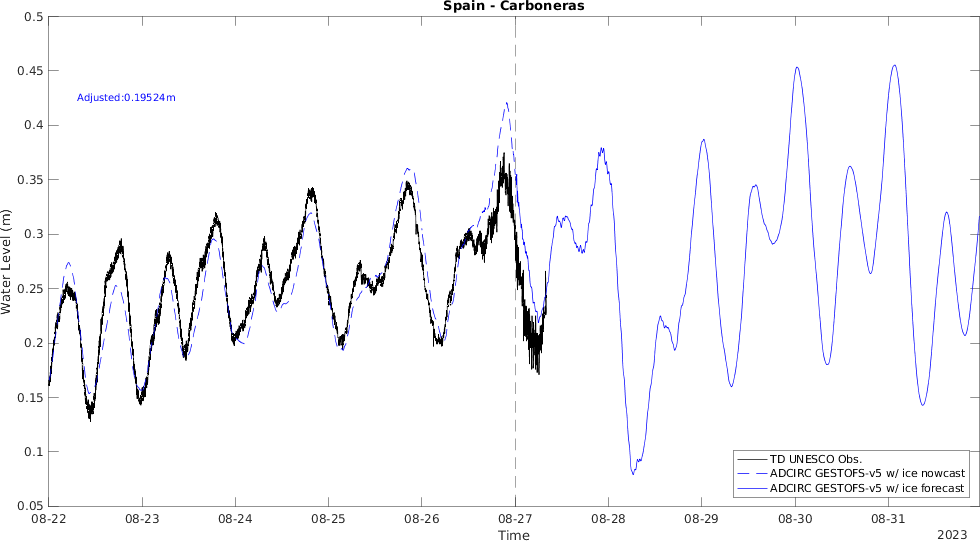 Spain - Carboneras
0.5
0.45
0.4
0.35
0.3
0.25
0.2
0.15
0.1
0.05
Water Level (m)
Adjusted:0.19524m
TD UNESCO Obs.
ADCIRC GESTOFS-v5 w/ ice nowcast
ADCIRC GESTOFS-v5 w/ ice forecast
08-22 08-23 08-24 08-25 08-26 08-27 08-28 08-29 08-30 08-31
Time
2023